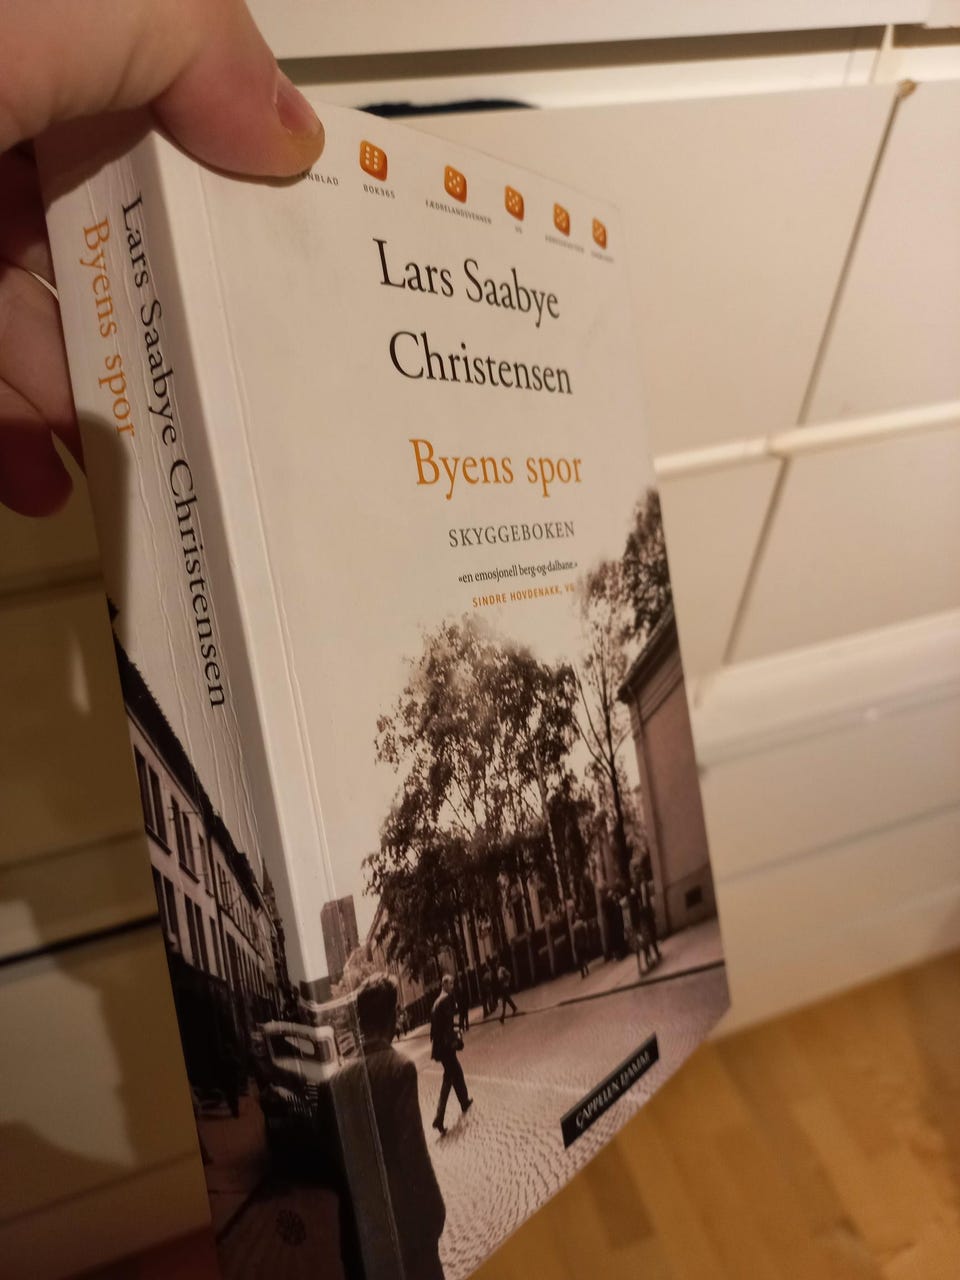 BOK365
FÆDRELANDSVENNEN
VG
Lars Saabye
Christensen
Byens spor
SKYGGEBOKEN
«en emosjonell berg-og-dalbane.»
SINDRE HOVDENAKK, VG
CAPPELEN DAMM
Lars Saabye Christensen
Byens spor